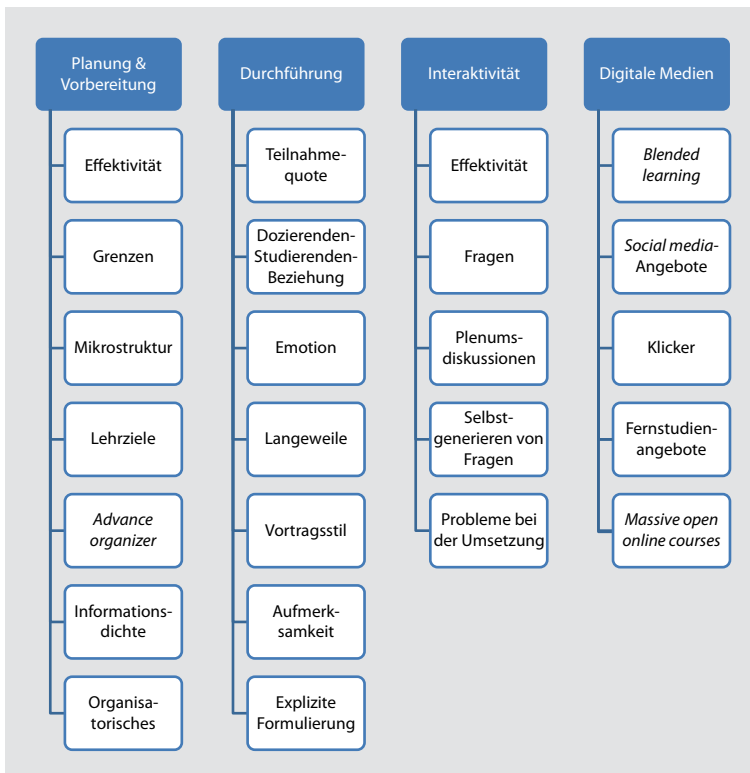 Planung &
Vorbereitung
Effektivität
Grenzen
Mikrostruktur
Lehrziele
Advance
organizer
Informations-
dichte
Organisa-
torisches
Durchführung
Teilnahme-
quote
Dozierenden-
Studierenden-
Beziehung
Emotion
Langeweile
Vortragsstil
Aufmerk-
samkeit
Explizite
Formulierung
Interaktivität
Effektivität
Fragen
Plenums-
diskussionen
Selbst-
generieren von
Fragen
Probleme bei
der Umsetzung
Digitale Medien
Blended
learning
Social media-
Angebote
Klicker
Fernstudien-
angebote
Massive open
online courses